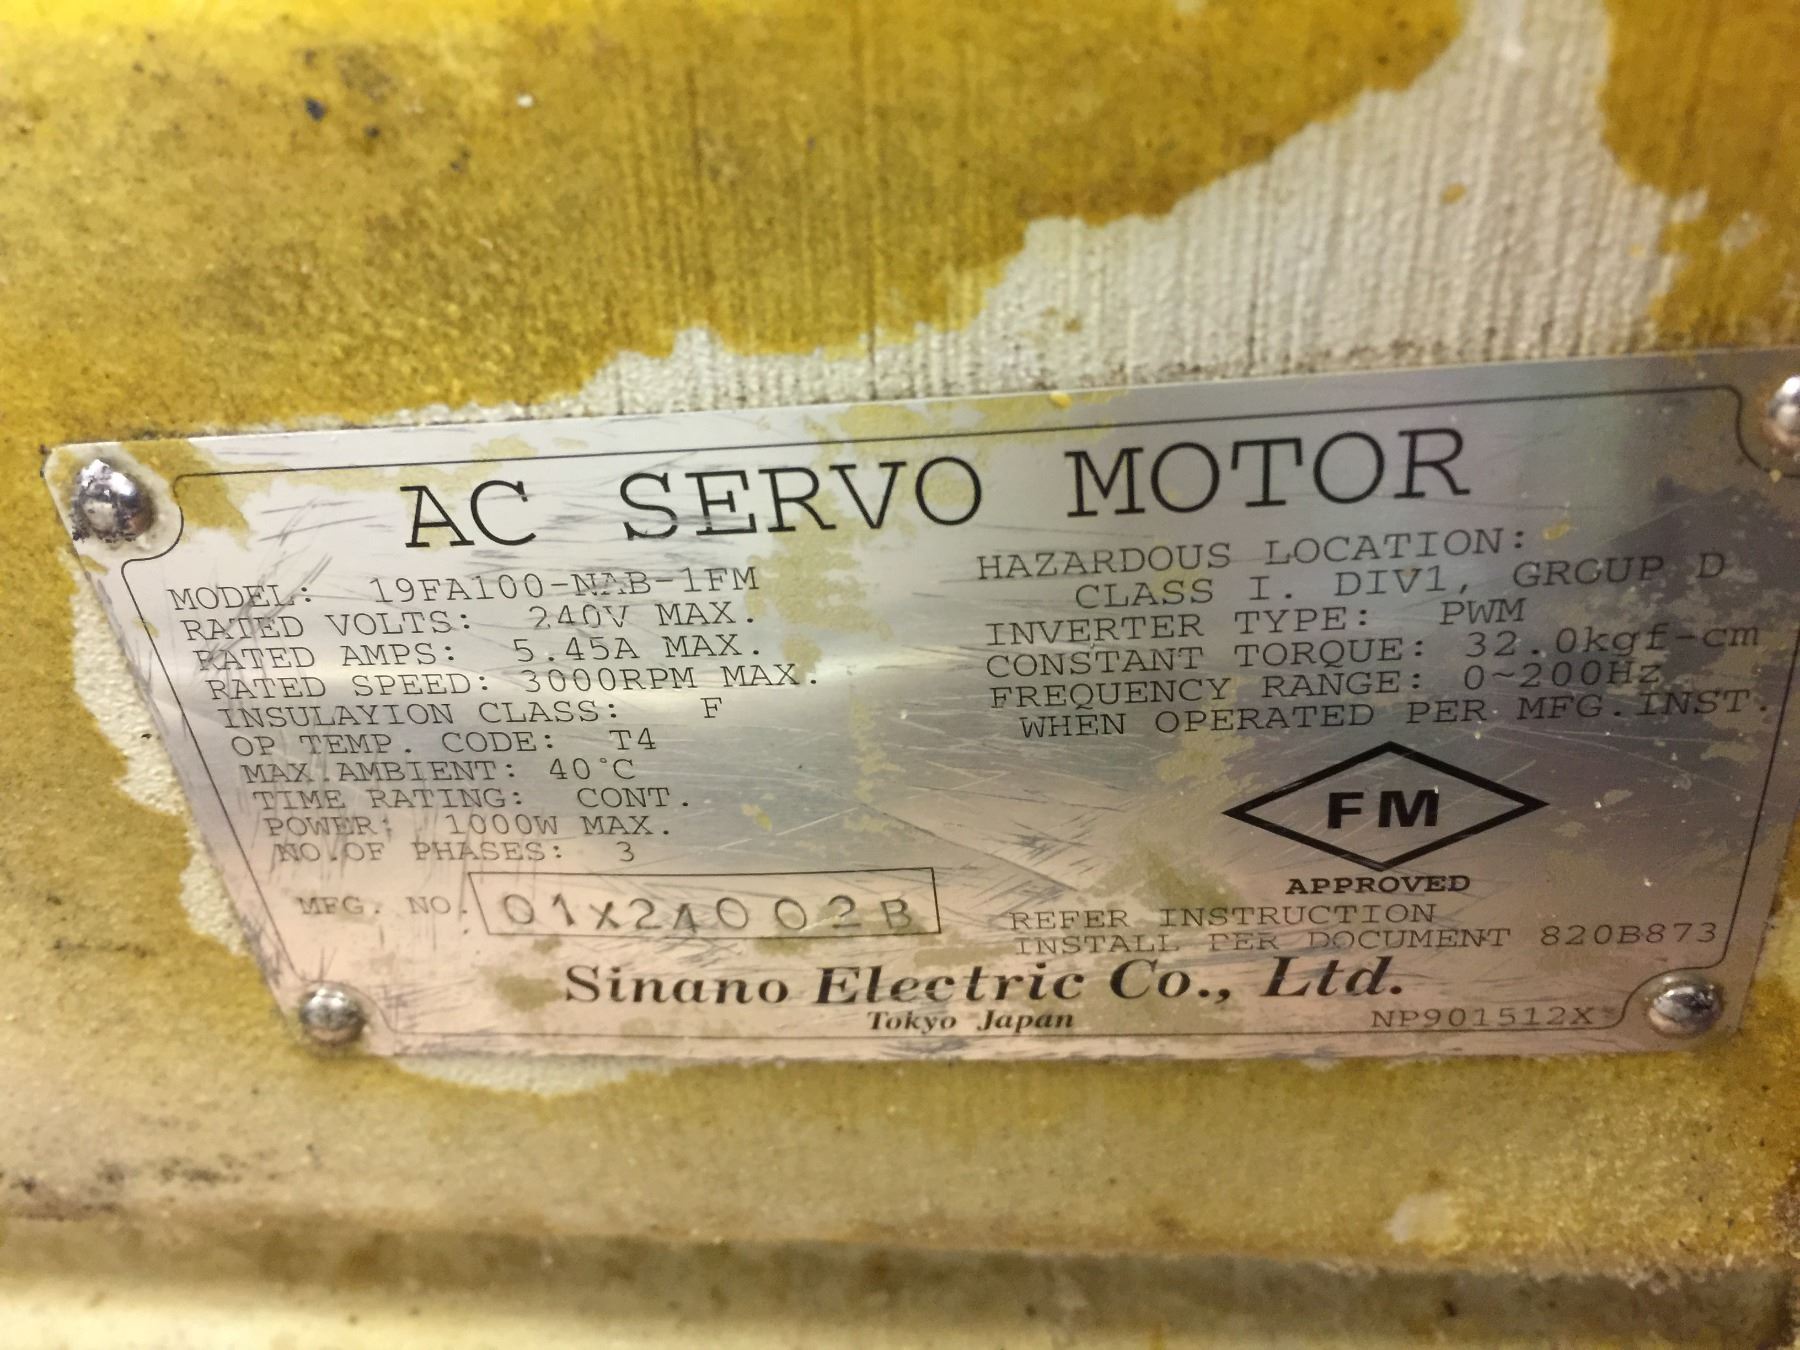 AC SERVO MOTOR
MODEL: 19FA100-NAB-1FM
RATED VOLTS: 240V MAX.
RATED AMPS: 5.45A MAX.
RATED SPEED: 3000RPM MAX.
INSULAYION CLASS: F
OP TEMP. CODE: T4
MAX.AMBIENT: 40°C
TIME RATING: CONT.
POWER: 1000W MAX.
NO.OF PHASES: 3
MFG. NO. 01X24002B
HAZARDOUS LOCATION:
CLASS I. DIV1, GROUP D
INVERTER TYPE: PWM
CONSTANT TORQUE: 32.0kgf-cm
FREQUENCY RANGE: 0~200Hz
WHEN OPERATED PER MFG.INST.
FM
APPROVED
REFER INSTRUCTION
INSTALL PER DOCUMENT 820B873
Sinano Electric Co., Ltd.
Tokyo Japan
NP901512X